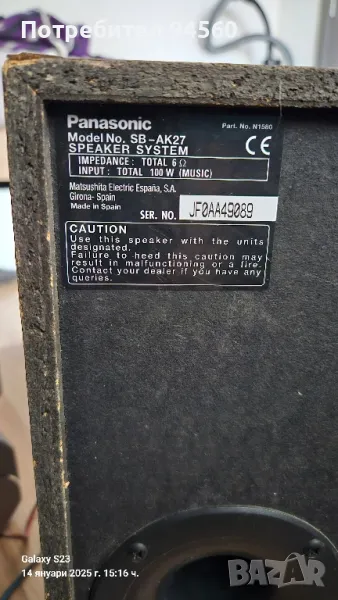 Потребител #94560
Panasonic
Part. No. N1560
Model No. SB-AK27
SPEAKER SYSTEM
CE
IMPEDANCE: TOTAL 6Ω
INPUT: TOTAL 100 W (MUSIC)
Matsushita Electric España, S.A.
Girona- Spain
Made in Spain
SER. NO. JF0AA49089
CAUTION
Use this speaker with the units
designated.
Failure to heed this caution may
result in malfunctioning or a fire.
Contact your dealer if you have any
queries.
Galaxy S23
14 януари 2025 г. 15:16 ч.
BAZAR